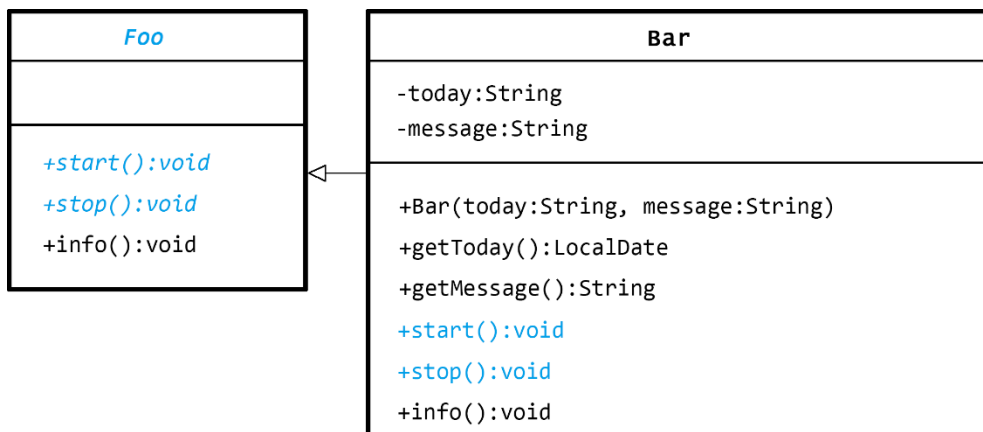 Foo
+start():void
+stop():void
+info():void
Bar
-today:String
-message:String
+Bar(today:String, message:String)
+getToday():LocalDate
+getMessage():String
+start():void
+stop():void
+info():void